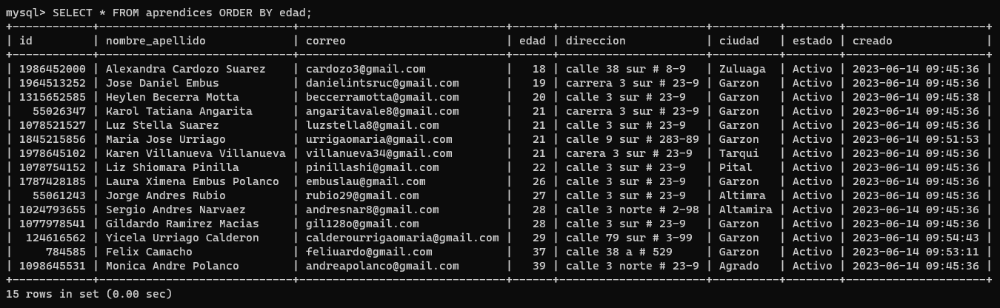 mysql> SELECT * FROM aprendices ORDER BY edad;
+------------+-----------------------------+-------------------------------+------+---------------------+----------+--------+---------------------+
| id         | nombre_apellido             | correo                        | edad | direccion           | ciudad   | estado | creado              |
+------------+-----------------------------+-------------------------------+------+---------------------+----------+--------+---------------------+
| 1986452000 | Alexandra Cardozo Suarez    | cardozo3@gmail.com            |   18 | calle 38 sur # 8-9  | Zuluaga  | Activo | 2023-06-14 09:45:36 |
| 1964513252 | Jose Daniel Embus           | danielintsruc@gmail.com       |   19 | carrera 3 sur # 23-9 | Garzon   | Activo | 2023-06-14 09:45:36 |
| 1315652585 | Heylen Becerra Motta        | beccerramotta@gmail.com       |   20 | calle 3 sur # 23-9  | Garzon   | Activo | 2023-06-14 09:45:38 |
|   55026347 | Karol Tatiana Angarita      | angaritavale8@gmail.com       |   21 | carerra 3 sur # 23-9 | Garzon   | Activo | 2023-06-14 09:45:36 |
| 1078521527 | Luz Stella Suarez           | luzstella8@gmail.com          |   21 | calle 3 sur # 23-9  | Garzon   | Activo | 2023-06-14 09:45:36 |
| 1845215856 | Maria Jose Urriago          | urrigaomaria@gmail.com        |   21 | calle 9 sur # 283-89 | Garzon   | Activo | 2023-06-14 09:51:53 |
| 1978645102 | Karen Villanueva Villanueva | villanueva34@gmail.com        |   21 | carera 3 sur # 23-9 | Tarqui   | Activo | 2023-06-14 09:45:36 |
| 1078754152 | Liz Shiomara Pinilla        | pinillashi@gmail.com          |   22 | calle 3 sur # 23-9  | Pital    | Activo | 2023-06-14 09:45:36 |
| 1787428185 | Laura Ximena Embus Polanco  | embuslau@gmail.com            |   26 | calle 3 sur # 23-9  | Garzon   | Activo | 2023-06-14 09:45:36 |
|   55061243 | Jorge Andres Rubio          | rubio29@gmail.com             |   27 | calle 3 sur # 23-9  | Altimra  | Activo | 2023-06-14 09:45:36 |
| 1024793655 | Sergio Andres Narvaez       | andresnar8@gmail.com          |   28 | calle 3 norte # 2-98 | Altamira | Activo | 2023-06-14 09:45:36 |
| 1077978541 | Gildardo Ramirez Macias     | gil128o@gmail.com             |   28 | calle 3 sur # 23-9  | Garzon   | Activo | 2023-06-14 09:45:36 |
|  124616562 | Yicela Urriago Calderon     | calderourrigaomaria@gmail.com |   29 | calle 79 sur # 3-99 | Garzon   | Activo | 2023-06-14 09:54:43 |
|     784585 | Felix Camacho               | feliuardo@gmail.com           |   37 | calle 38 a # 529    | Garzon   | Activo | 2023-06-14 09:53:11 |
| 1098645531 | Monica Andre Polanco        | andreapolanco@gmail.com       |   39 | calle 3 norte # 23-9 | Agrado   | Activo | 2023-06-14 09:45:36 |
+------------+-----------------------------+-------------------------------+------+---------------------+----------+--------+---------------------+
15 rows in set (0.00 sec)